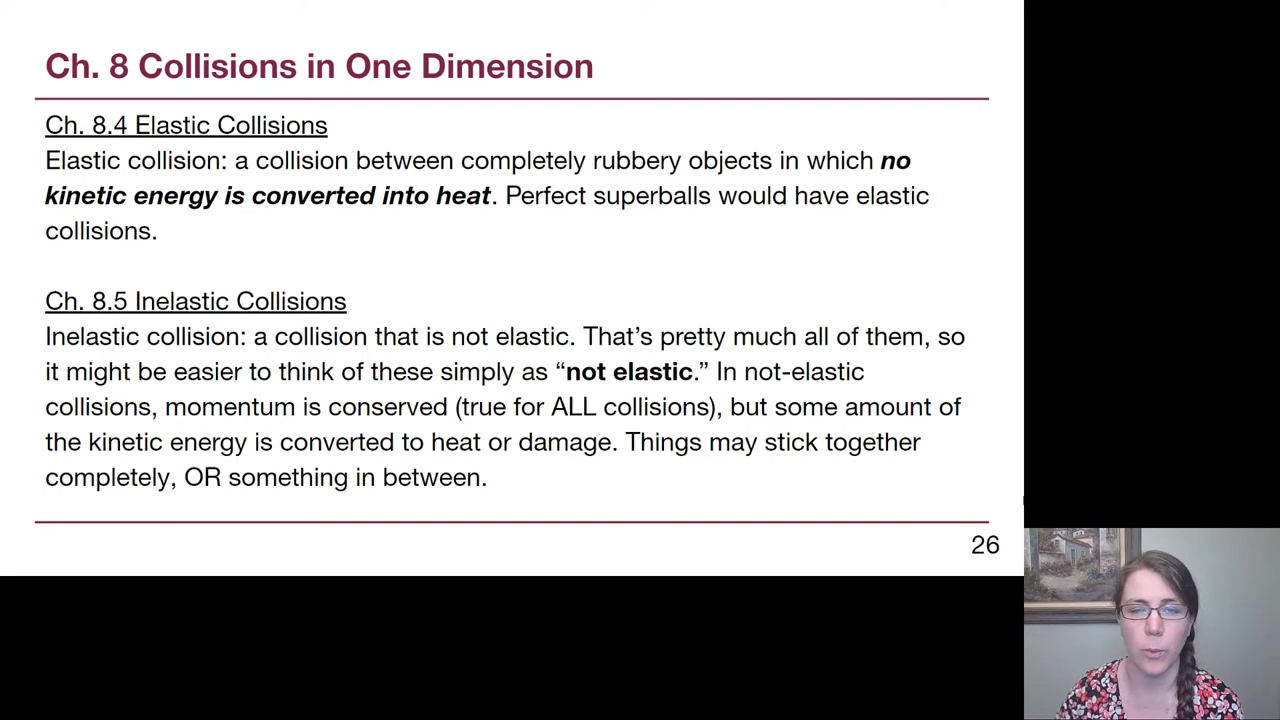 Ch. 8 Collisions in One Dimension
Ch. 8.4 Elastic Collisions
Elastic collision: a collision between completely rubbery objects in which no
kinetic energy is converted into heat. Perfect superballs would have elastic
collisions.
Ch. 8.5 Inelastic Collisions
Inelastic collision: a collision that is not elastic. That’s pretty much all of them, so
it might be easier to think of these simply as “not elastic.” In not-elastic
collisions, momentum is conserved (true for ALL collisions), but some amount of
the kinetic energy is converted to heat or damage. Things may stick together
completely, OR something in between.
26